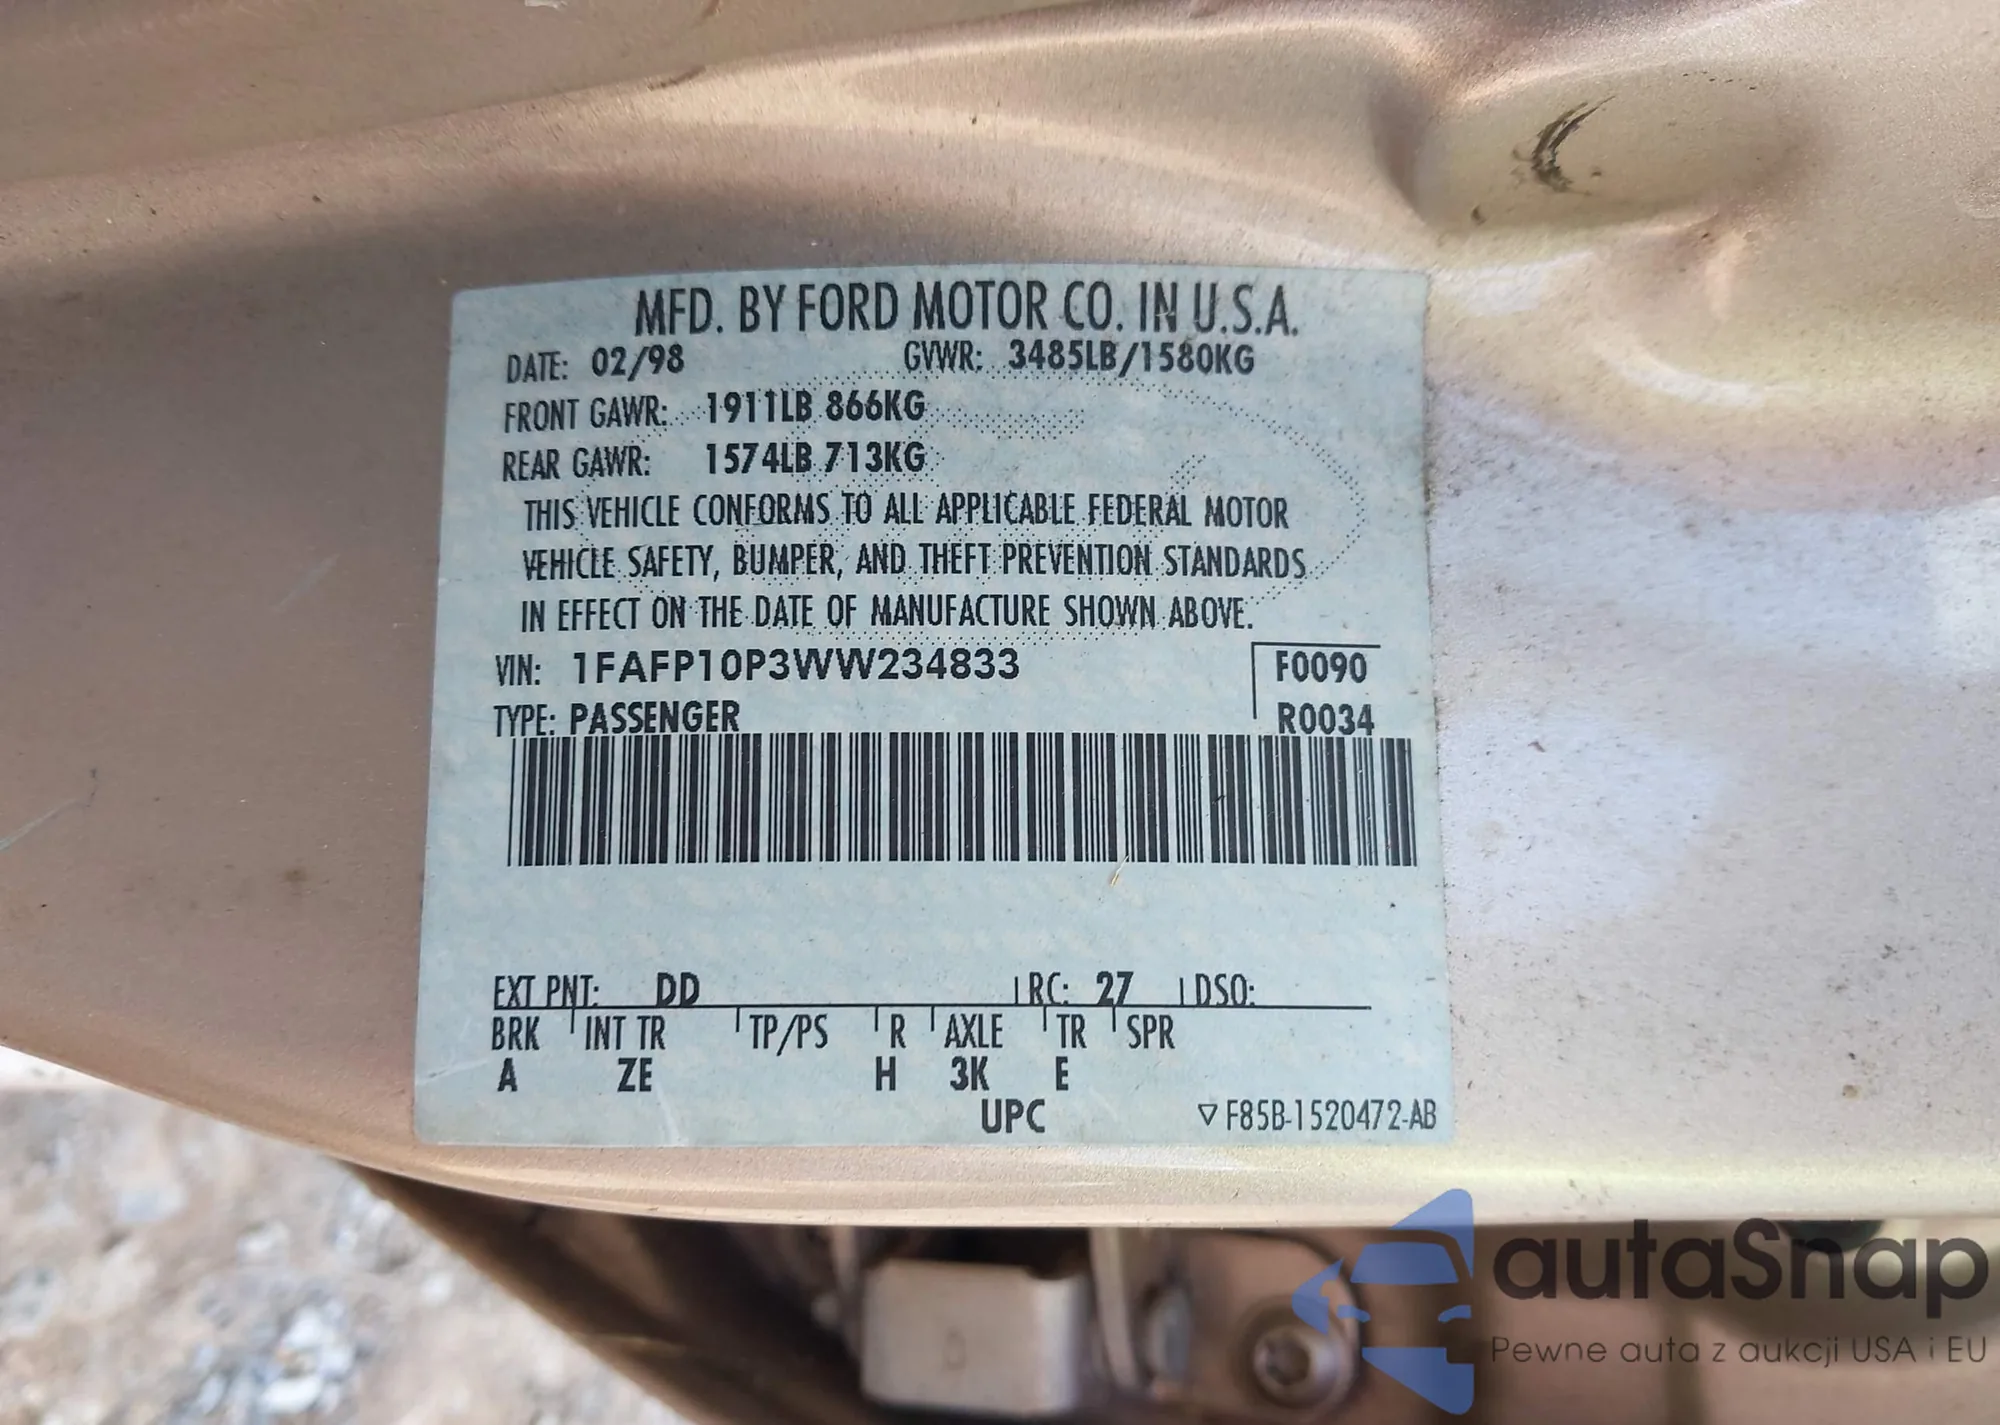 MFD. BY FORD MOTOR CO. IN U.S.A.
DATE: 02/98 GVWR: 3485LB/1580KG
FRONT GAWR: 1911LB 866KG
REAR GAWR: 1574LB 713KG
THIS VEHICLE CONFORMS TO ALL APPLICABLE FEDERAL MOTOR
VEHICLE SAFETY, BUMPER, AND THEFT PREVENTION STANDARDS
IN EFFECT ON THE DATE OF MANUFACTURE SHOWN ABOVE.
VIN: 1FAFP10P3WW234833 F0090
TYPE: PASSENGER R0034
EXT PNT: DD RC: 27 DSO:
BRK INT TR TP/PS R AXLE TR SPR
A ZE H 3K E
UPC ▽ F85B-1520472-AB
autoSnap
Pewne auta z aukcji USA i EU